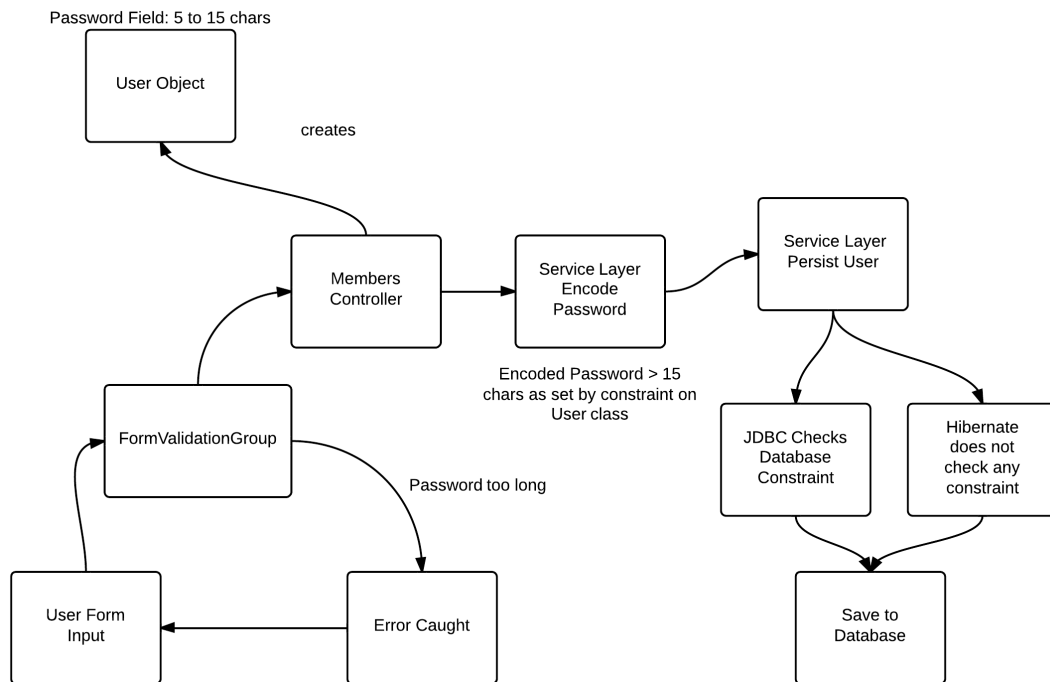 Password Field: 5 to 15 chars
User Object
creates
Members
Controller
Service Layer
Encode
Password
Service Layer
Persist User
Encoded Password > 15
chars as set by constraint on
User class
FormValidationGroup
Password too long
JDBC Checks
Database
Constraint
Hibernate
does not
check any
constraint
User Form
Input
Error Caught
Save to
Database